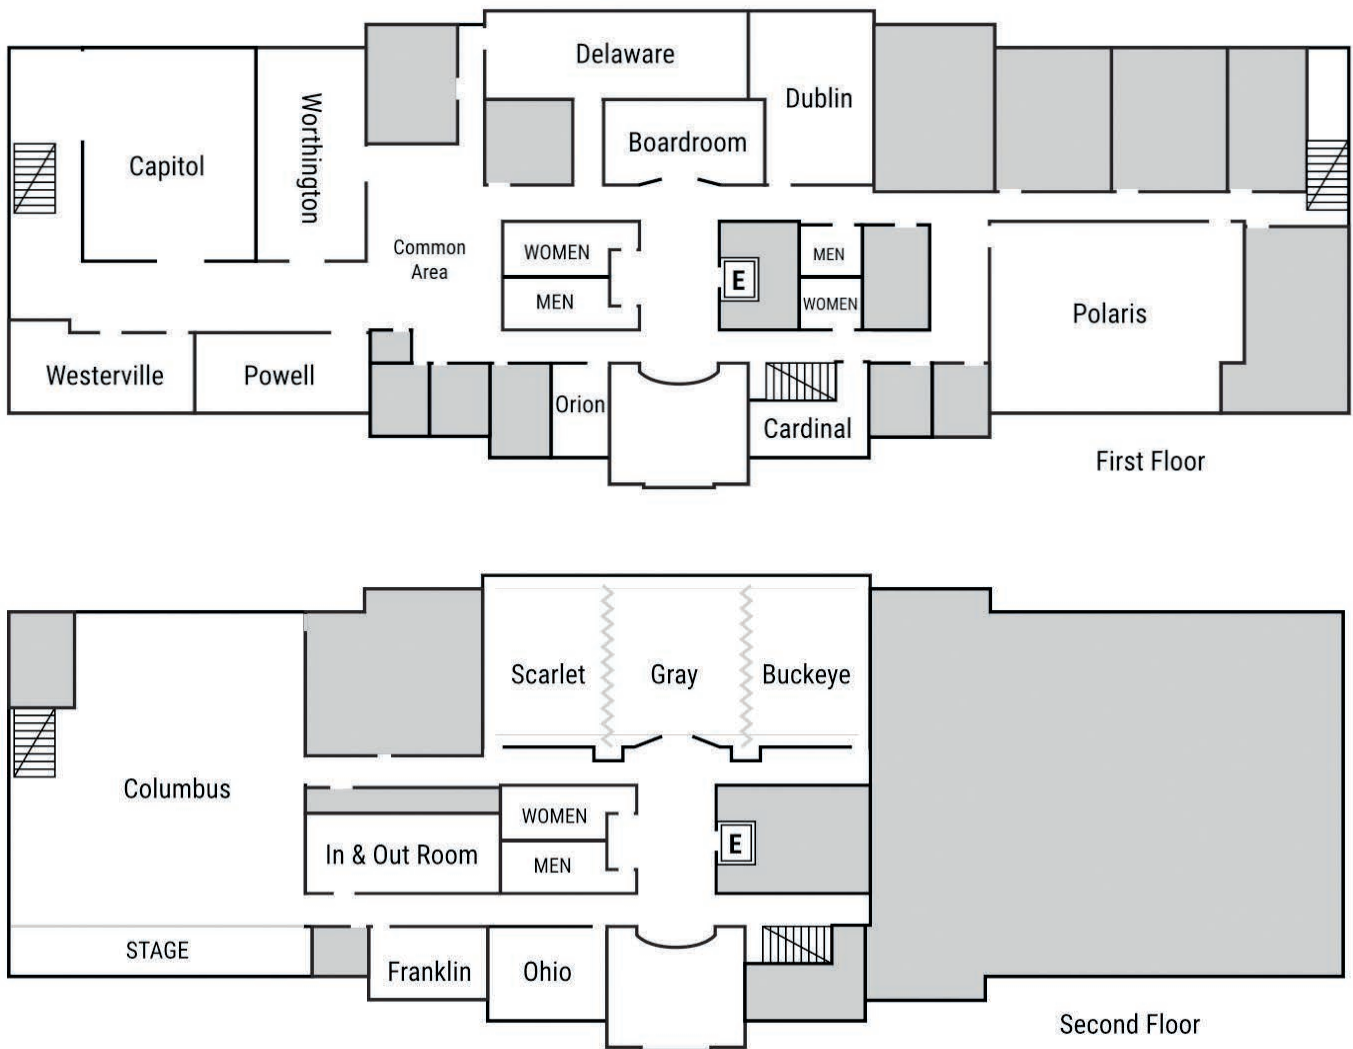 Delaware
Dublin
Worthington
Boardroom
Capitol
Common
Area
WOMEN
MEN
E
MEN
WOMEN
Polaris
Westerville
Powell
Orion
Cardinal
First Floor
Scarlet
Gray
Buckeye
Columbus
WOMEN
In & Out Room
MEN
E
STAGE
Franklin
Ohio
Second Floor